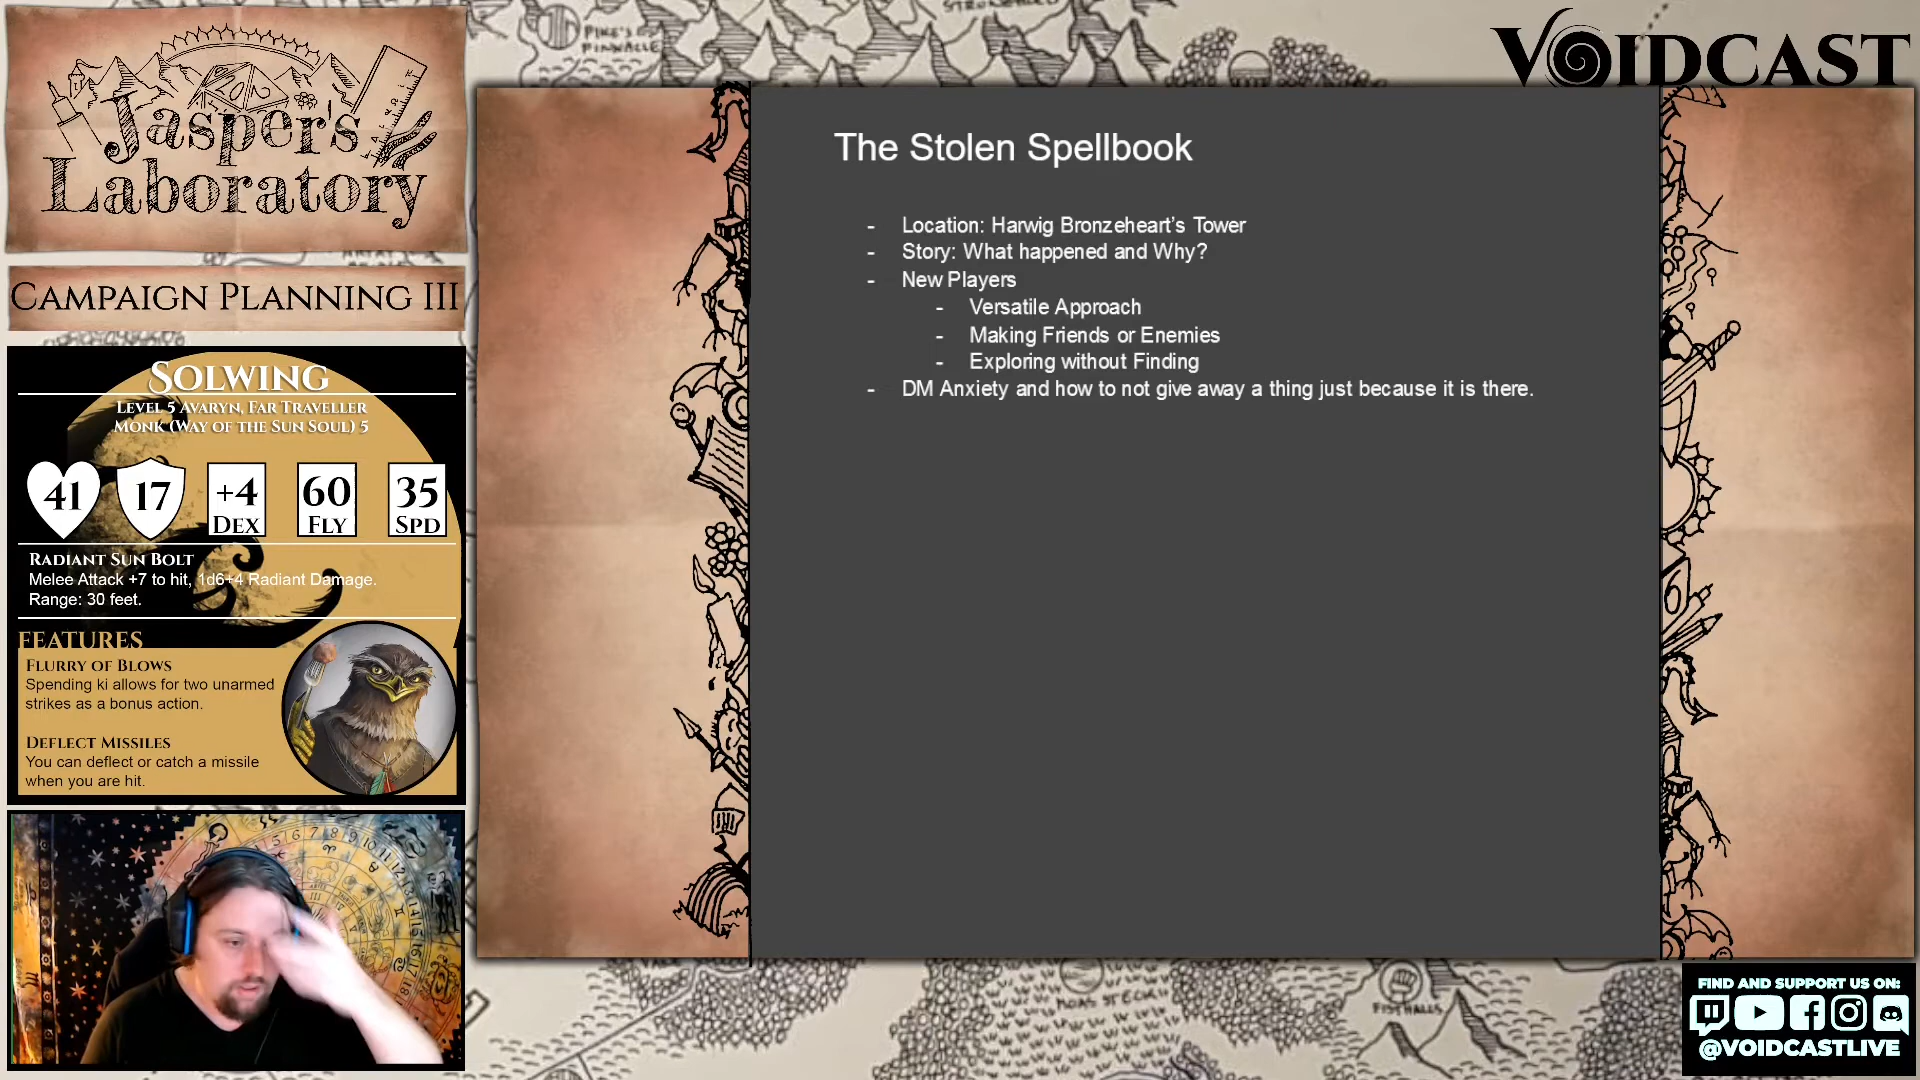 Jasper's
Laboratory
20
CAMPAIGN PLANNING III
SOLWING
LEVEL 5 AVARYN, FAR TRAVELLER
MONK (WAY OF THE SUN SOUL) 5
41
17
+4
DEX
60
FLY
35
SPD
RADIANT SUN BOLT
Melee Attack +7 to hit, 1d6+4 Radiant Damage.
Range: 30 feet.
FEATURES
FLURRY OF BLOWS
Spending ki allows for two unarmed
strikes as a bonus action.
DEFLECT MISSILES
You can deflect or catch a missile
when you are hit.
PIKE'S
PINNACLE
VOIDCAST
The Stolen Spellbook
- Location: Harwig Bronzeheart's Tower
- Story: What happened and Why?
- New Players
- Versatile Approach
- Making Friends or Enemies
- Exploring without Finding
- DM Anxiety and how to not give away a thing just because it is there.
FIND AND SUPPORT US ON:
@VOIDCASTLIVE